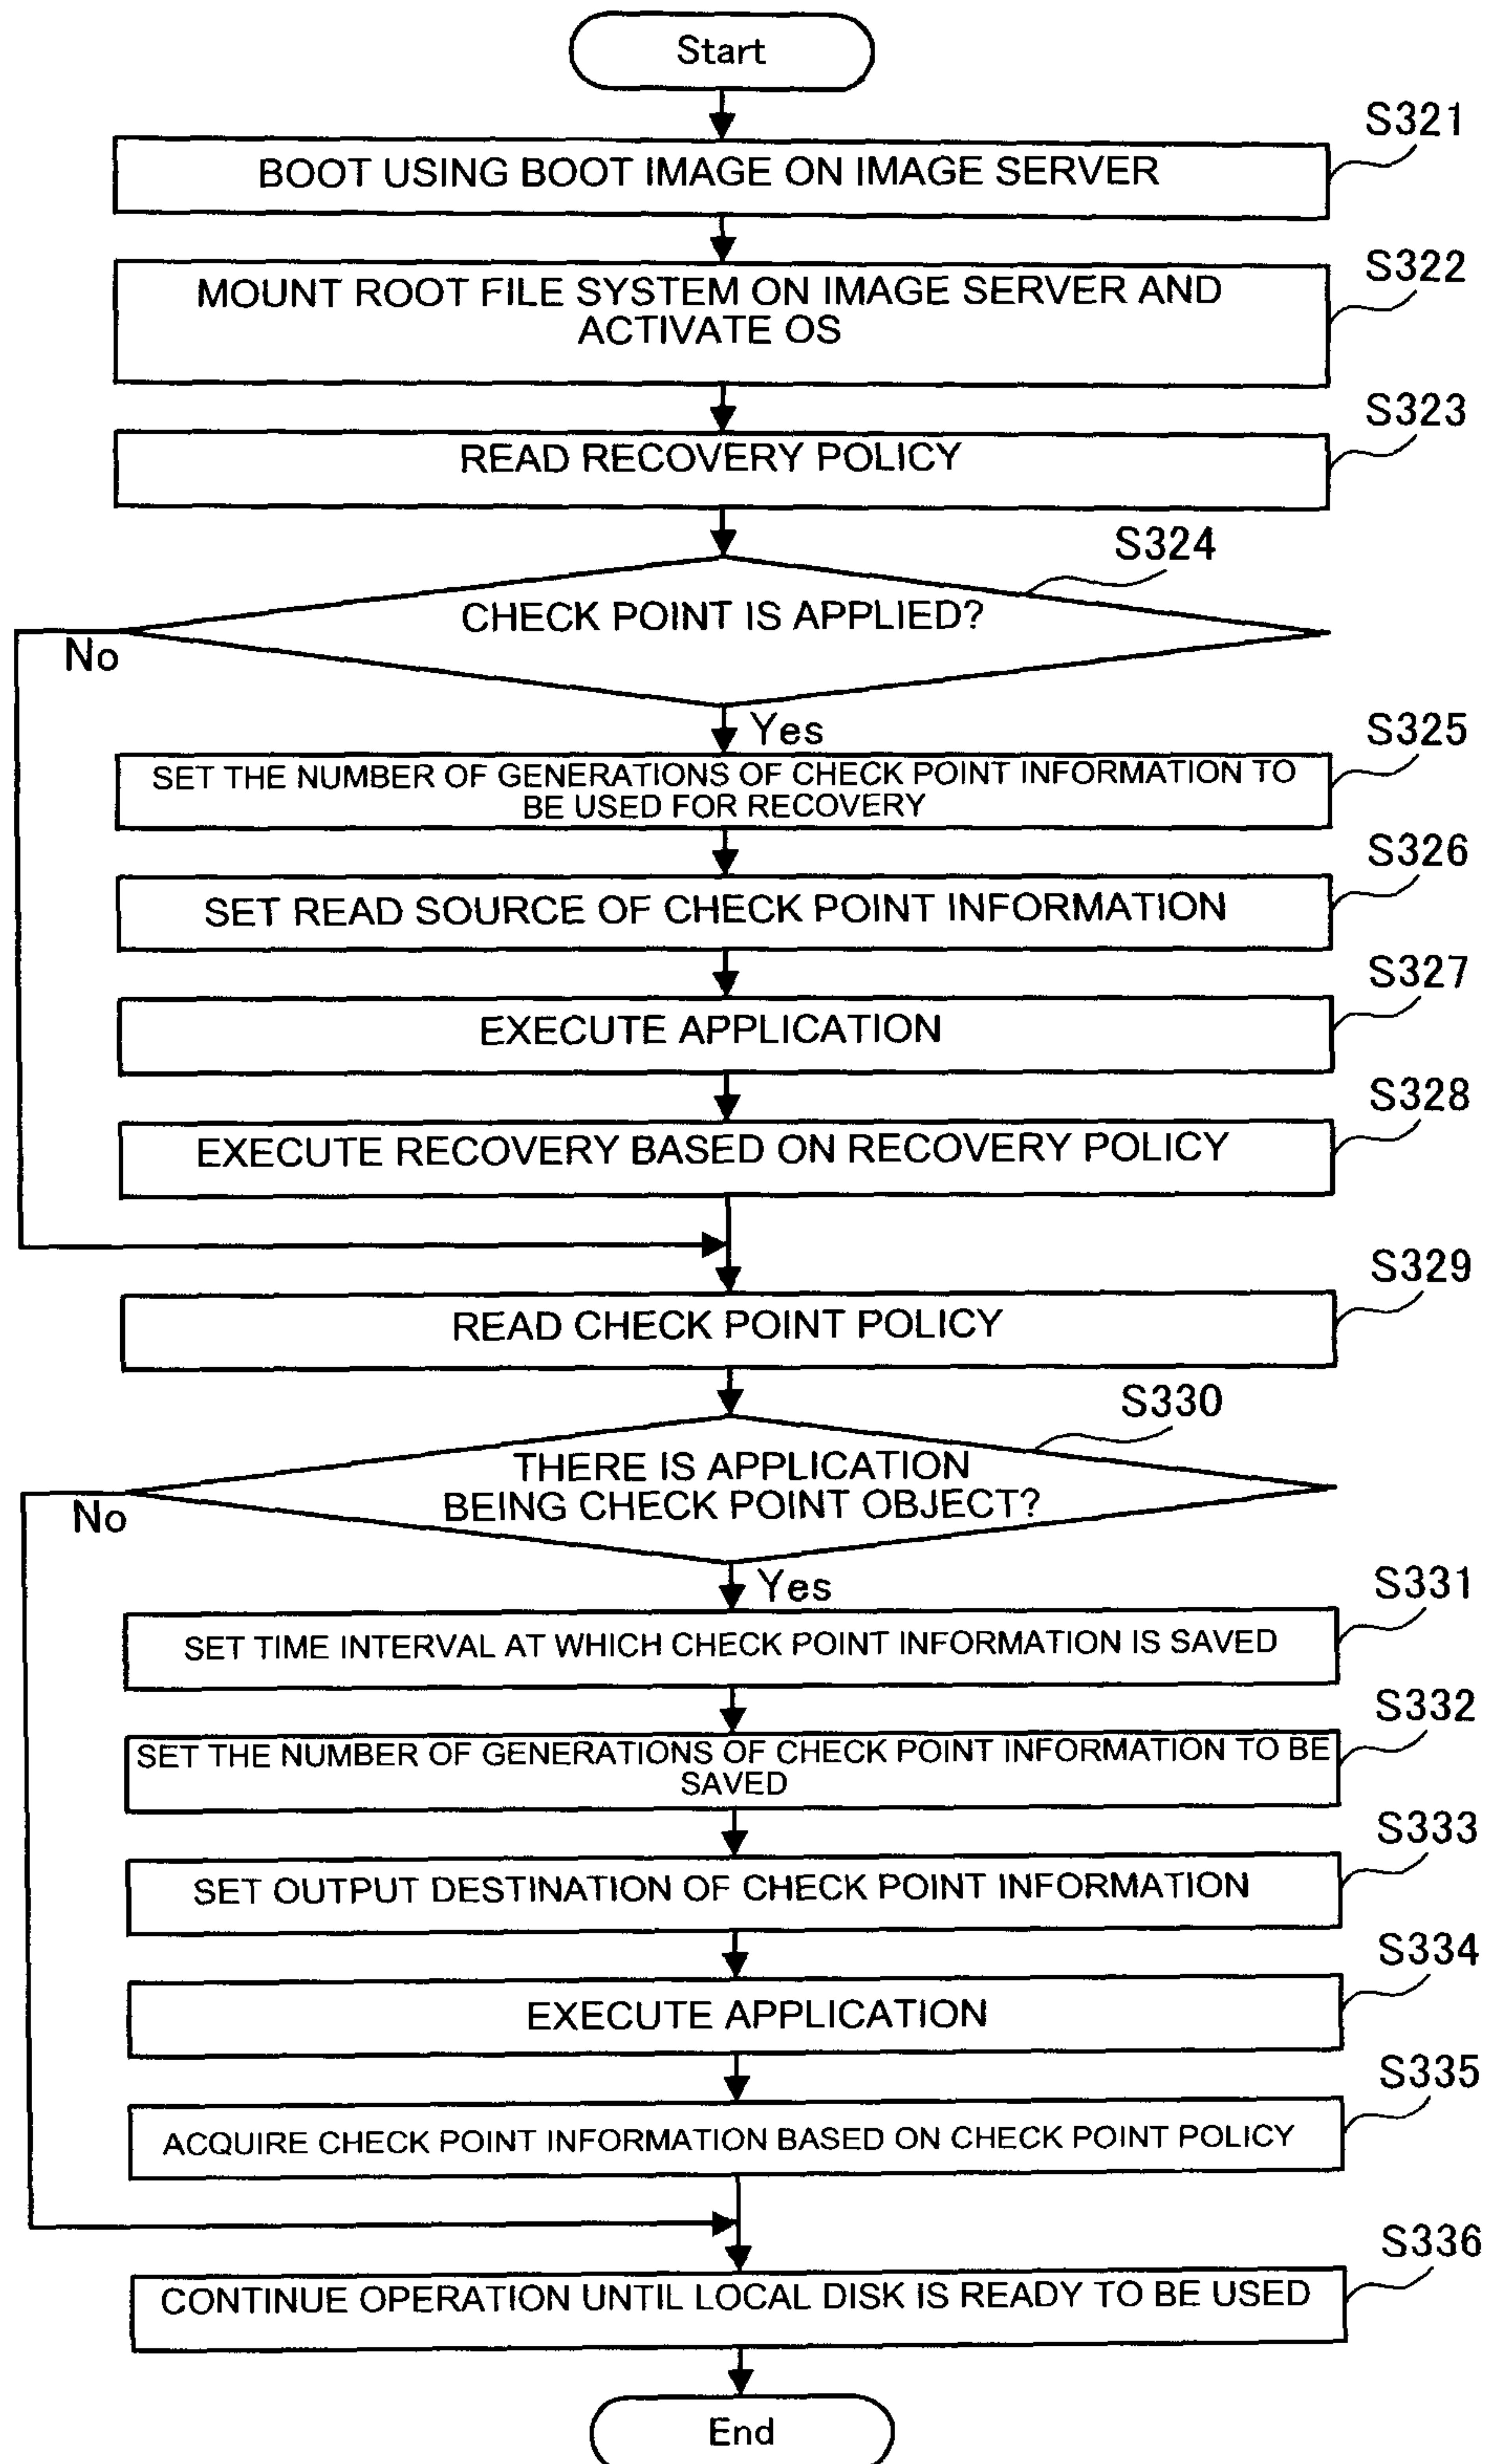 Start
S321
BOOT USING BOOT IMAGE ON IMAGE SERVER
S322
MOUNT ROOT FILE SYSTEM ON IMAGE SERVER AND
ACTIVATE OS
S323
READ RECOVERY POLICY
S324
CHECK POINT IS APPLIED?
No
Yes
S325
SET THE NUMBER OF GENERATIONS OF CHECK POINT INFORMATION TO
BE USED FOR RECOVERY
S326
SET READ SOURCE OF CHECK POINT INFORMATION
S327
EXECUTE APPLICATION
S328
EXECUTE RECOVERY BASED ON RECOVERY POLICY
S329
READ CHECK POINT POLICY
S330
THERE IS APPLICATION
BEING CHECK POINT OBJECT?
No
Yes
S331
SET TIME INTERVAL AT WHICH CHECK POINT INFORMATION IS SAVED
S332
SET THE NUMBER OF GENERATIONS OF CHECK POINT INFORMATION TO BE
SAVED
S333
SET OUTPUT DESTINATION OF CHECK POINT INFORMATION
S334
EXECUTE APPLICATION
S335
ACQUIRE CHECK POINT INFORMATION BASED ON CHECK POINT POLICY
S336
CONTINUE OPERATION UNTIL LOCAL DISK IS READY TO BE USED
End